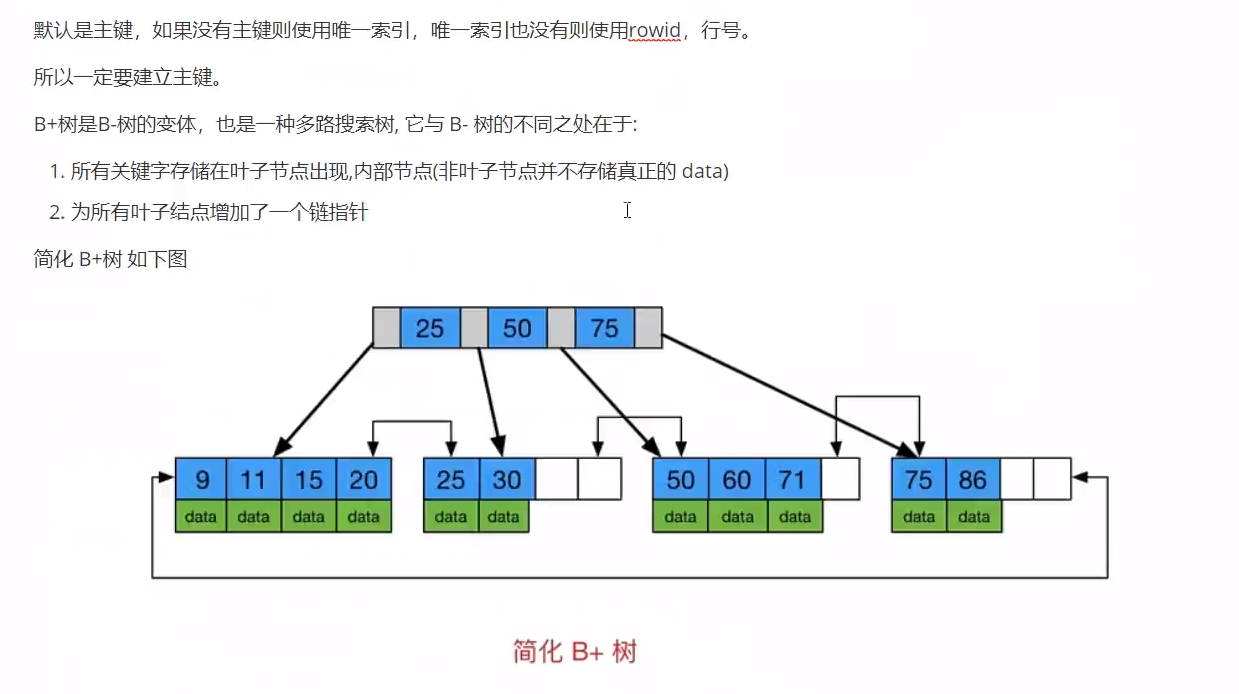 默认是主键，如果没有主键则使用唯一索引，唯一索引也没有则使用rowid，行号。
所以一定要建立主键。
B+树是B-树的变体，也是一种多路搜索树, 它与 B- 树的不同之处在于:
1. 所有关键字存储在叶子节点出现,内部节点(非叶子节点并不存储真正的 data)
2. 为所有叶子结点增加了一个链指针
简化 B+树 如下图
25 50 75
9 11 15 20 25 30 50 60 71 75 86
data data data data data data data data data data data
简化 B+ 树